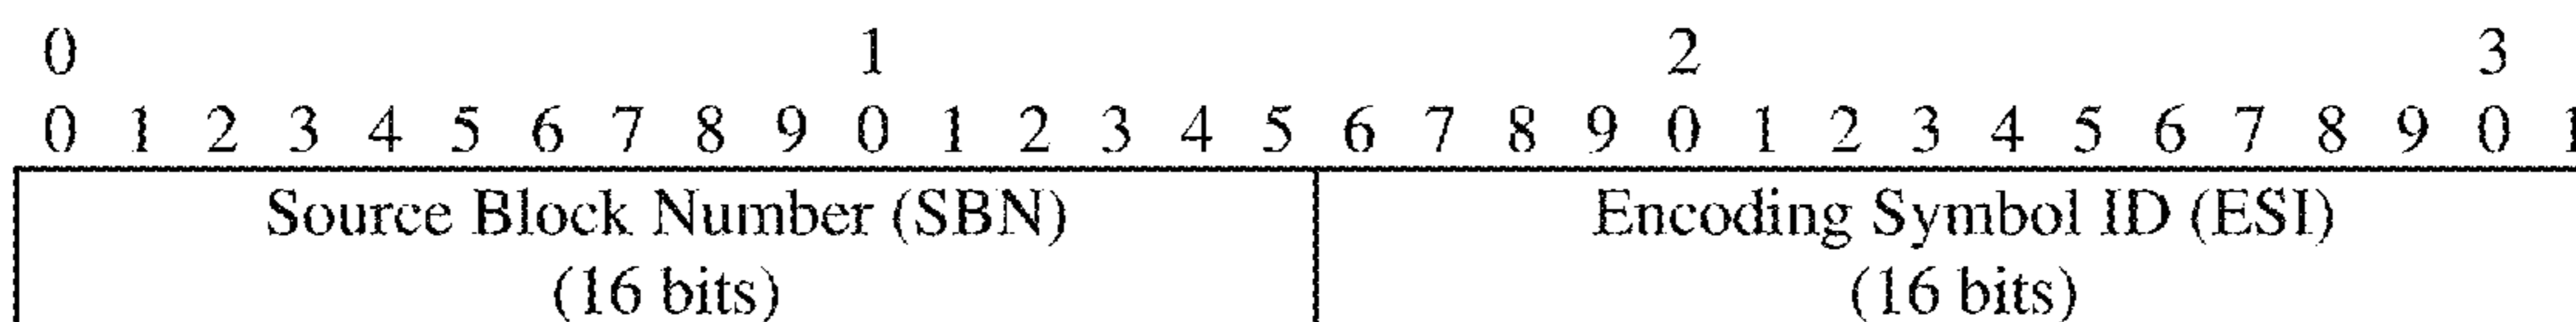 0 1 2 3
0 1 2 3 4 5 6 7 8 9 0 1 2 3 4 5 6 7 8 9 0 1 2 3 4 5 6 7 8 9 0 1
Source Block Number (SBN) Encoding Symbol ID (ESI)
(16 bits) (16 bits)